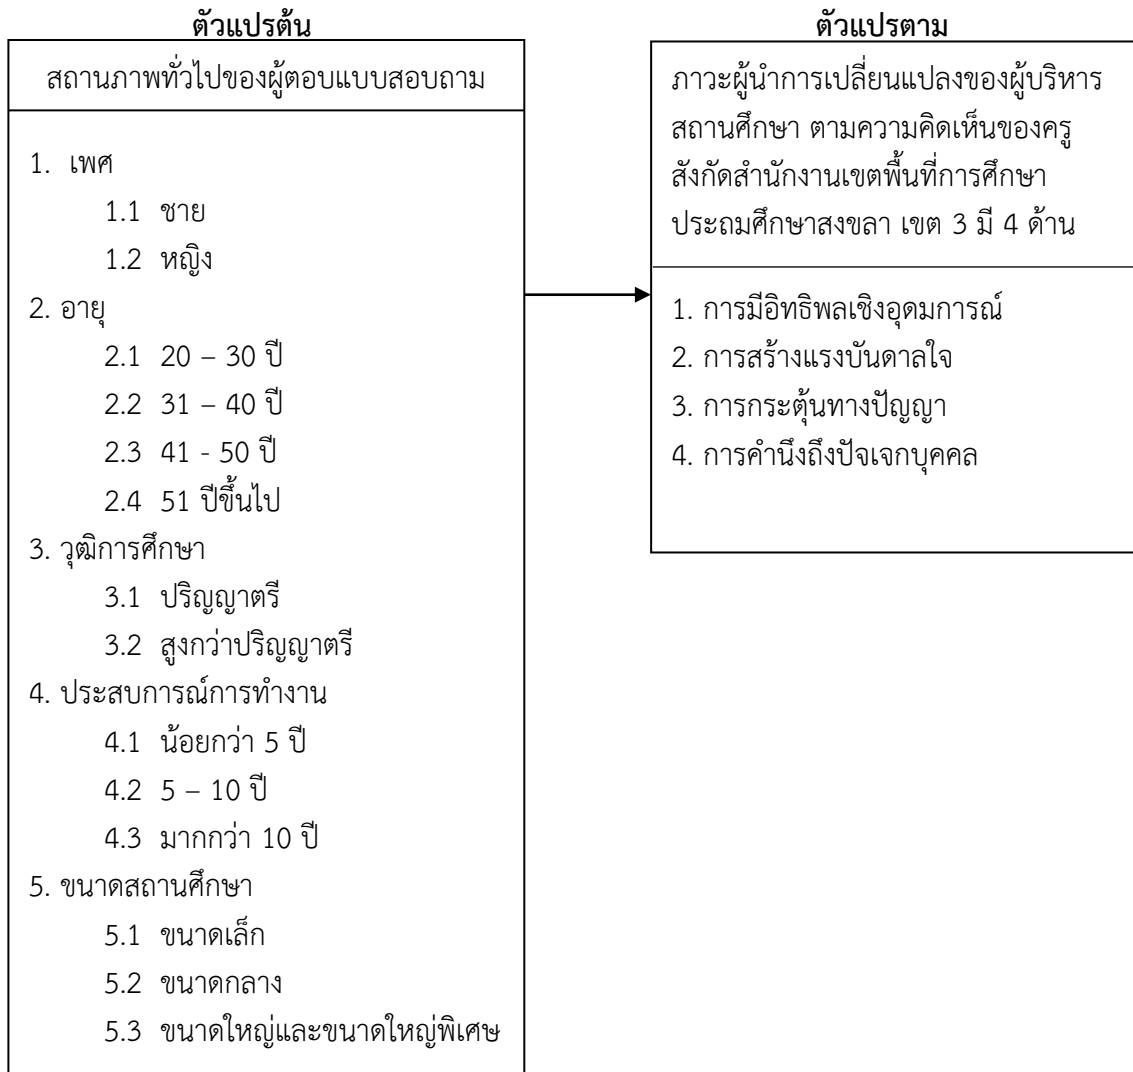 ตัวแปรต้น
สถานภาพทั่วไปของผู้ตอบแบบสอบถาม
1. เพศ
1.1 ชาย
1.2 หญิง
2. อายุ
2.1 20 – 30 ปี
2.2 31 – 40 ปี
2.3 41 - 50 ปี
2.4 51 ปีขึ้นไป
3. วุฒิการศึกษา
3.1 ปริญญาตรี
3.2 สูงกว่าปริญญาตรี
4. ประสบการณ์การทำงาน
4.1 น้อยกว่า 5 ปี
4.2 5 – 10 ปี
4.3 มากกว่า 10 ปี
5. ขนาดสถานศึกษา
5.1 ขนาดเล็ก
5.2 ขนาดกลาง
5.3 ขนาดใหญ่และขนาดใหญ่พิเศษ
ตัวแปรตาม
ภาวะผู้นำการเปลี่ยนแปลงของผู้บริหาร
สถานศึกษา ตามความคิดเห็นของครู
สังกัดสำนักงานเขตพื้นที่การศึกษา
ประถมศึกษาสงขลา เขต 3 มี 4 ด้าน
1. การมีอิทธิพลเชิงอุดมการณ์
2. การสร้างแรงบันดาลใจ
3. การกระตุ้นทางปัญญา
4. การคำนึงถึงปัจเจกบุคคล